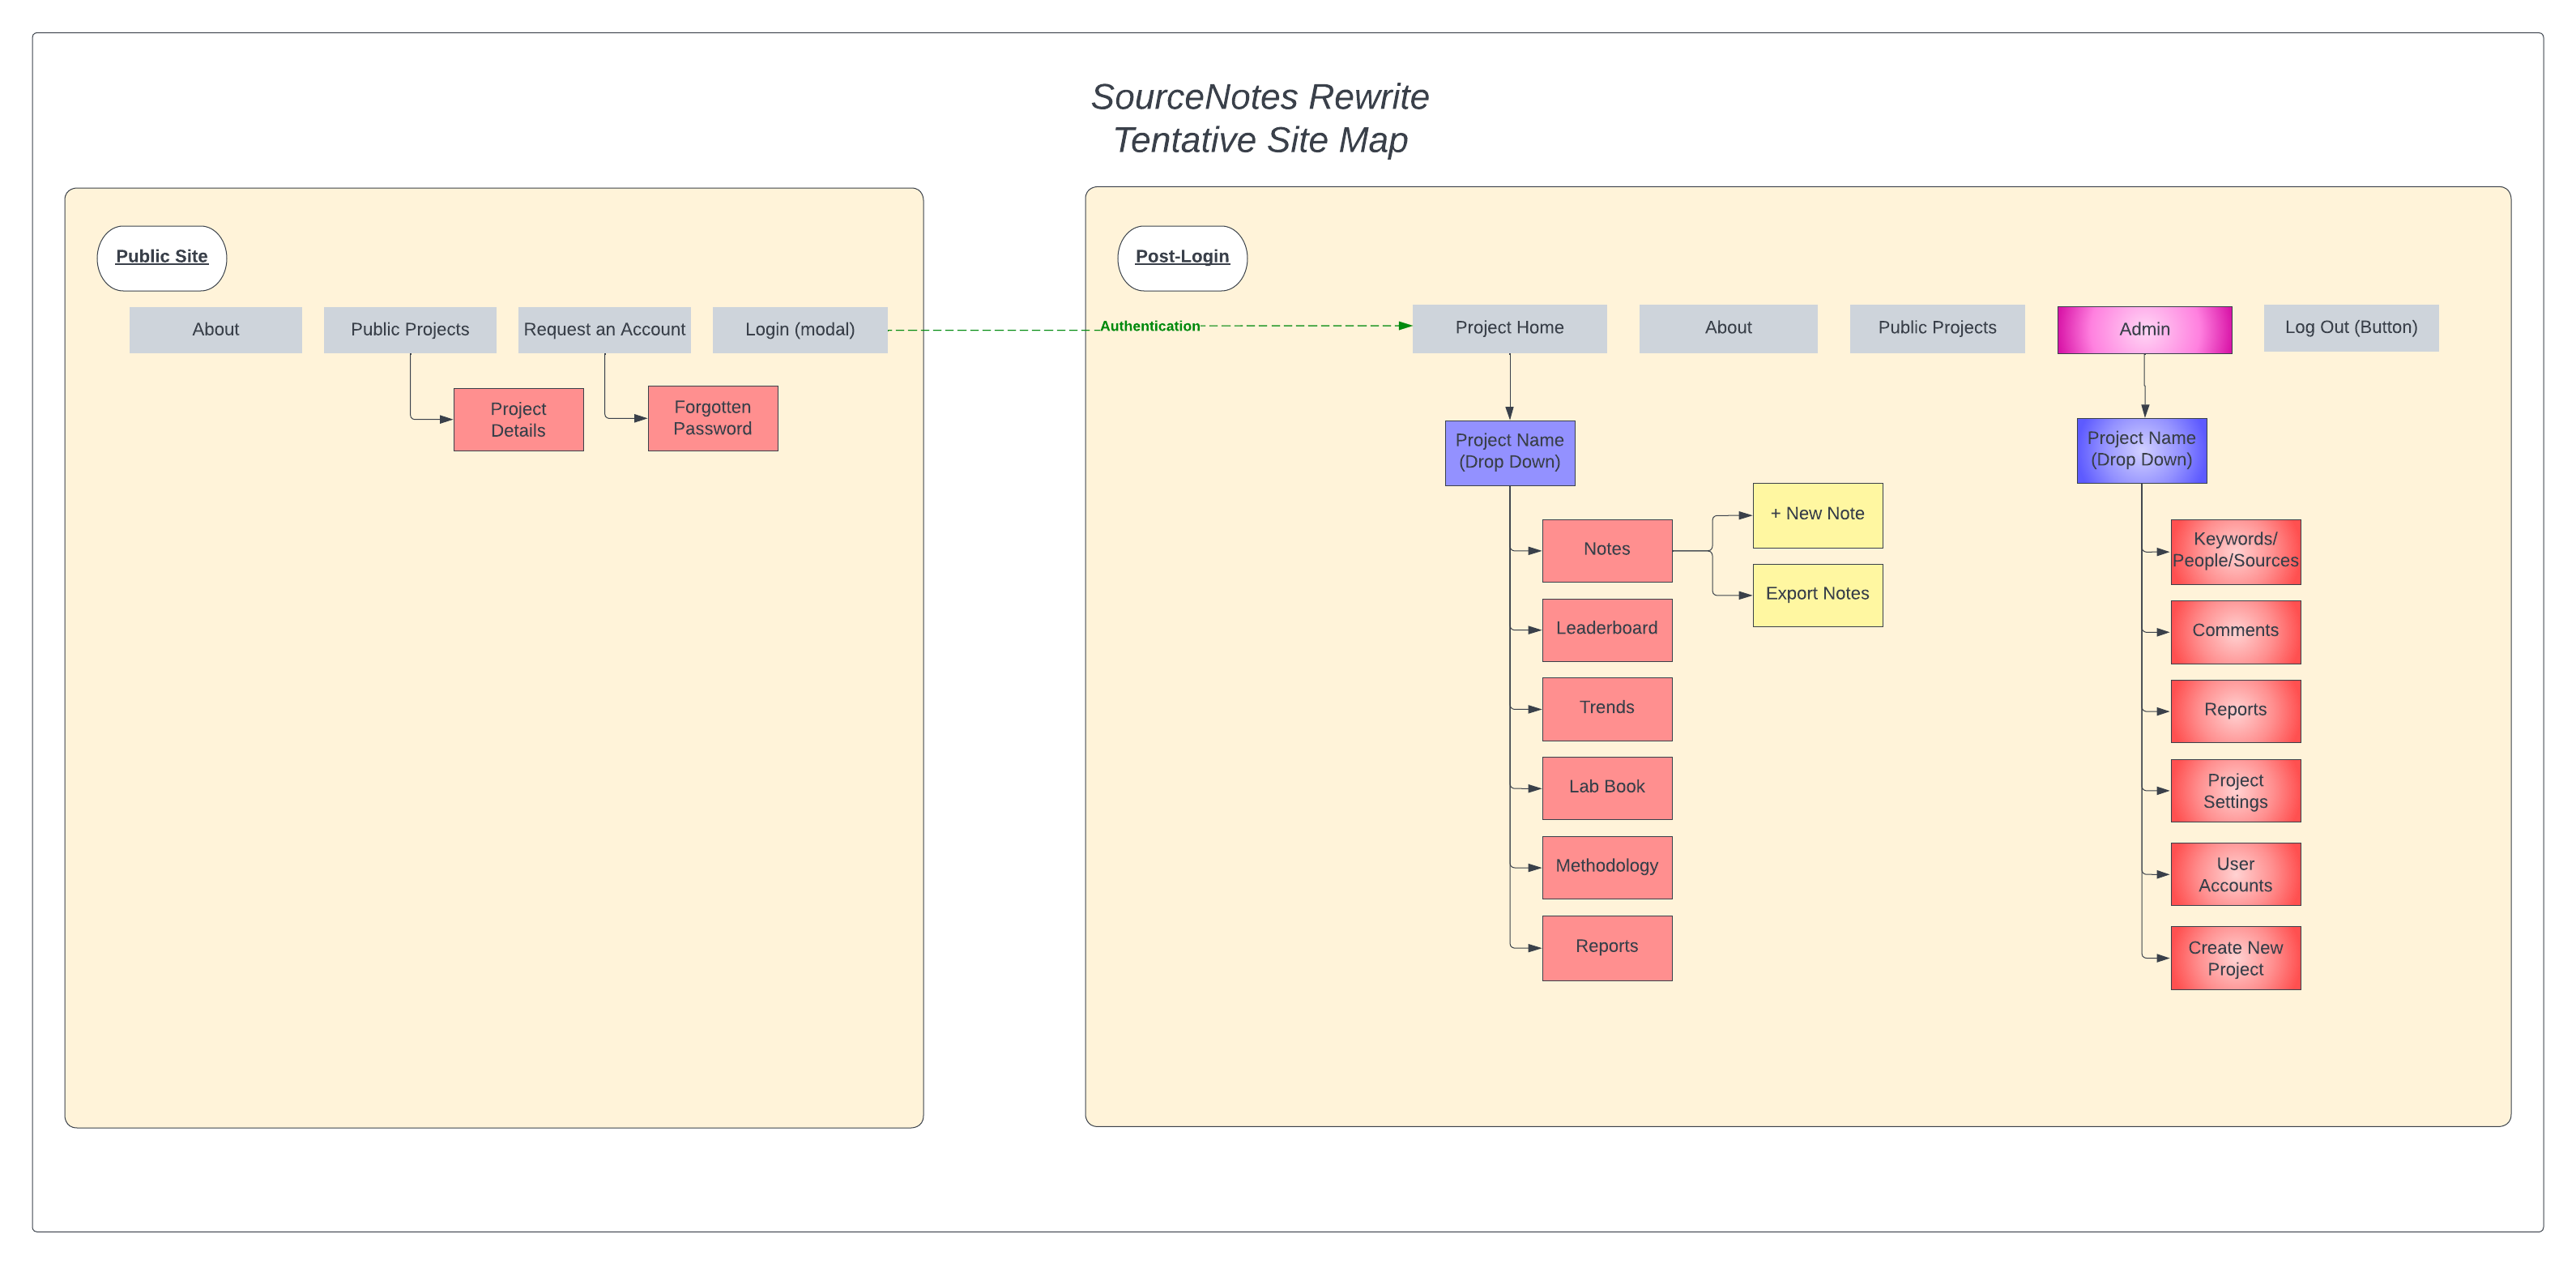 SourceNotes Rewrite
Tentative Site Map
Public Site
About
Public Projects
Request an Account
Login (modal)
Project
Details
Forgotten
Password
Post-Login
Authentication
Project Home
About
Public Projects
Admin
Log Out (Button)
Project Name
(Drop Down)
Notes
+ New Note
Export Notes
Leaderboard
Trends
Lab Book
Methodology
Reports
Project Name
(Drop Down)
Keywords/
People/Sources
Comments
Reports
Project
Settings
User
Accounts
Create New
Project